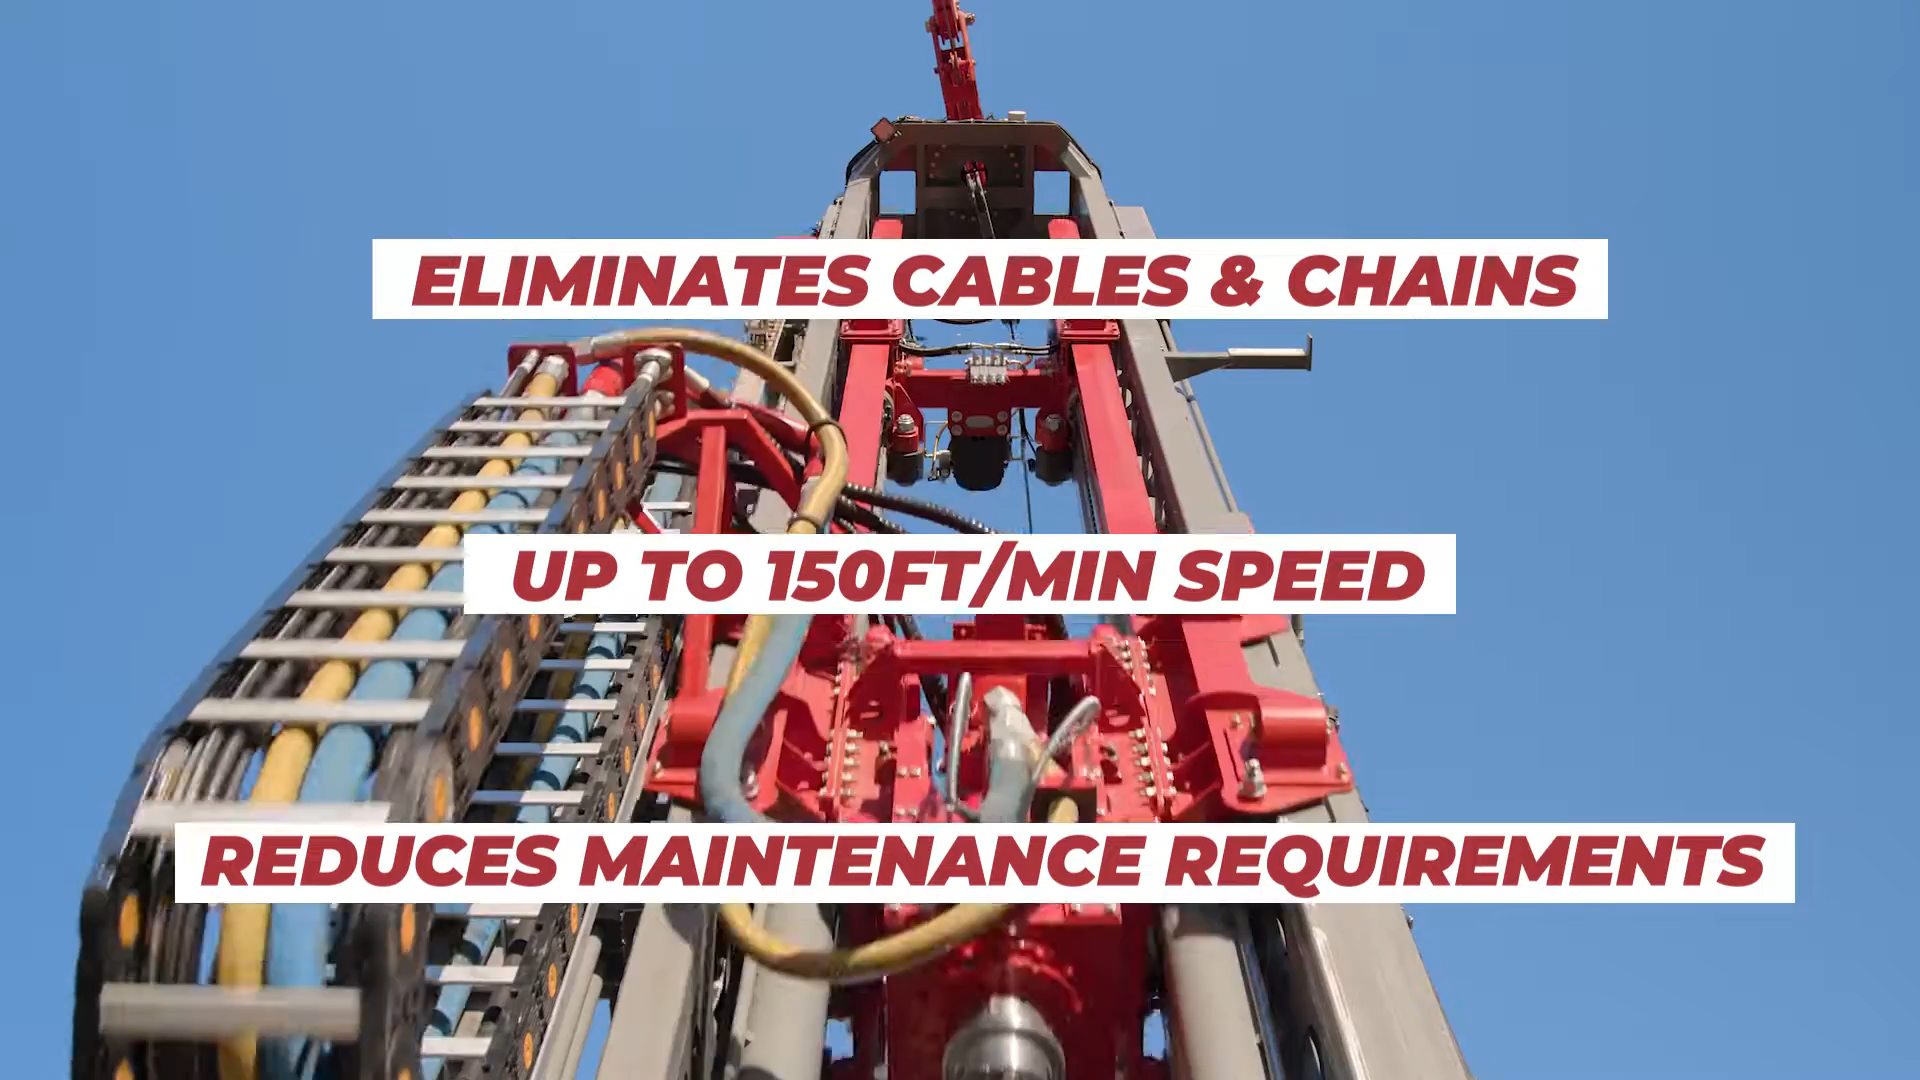 ELIMINATES CABLES & CHAINS
UP TO 150FT/MIN SPEED
REDUCES MAINTENANCE REQUIREMENTS